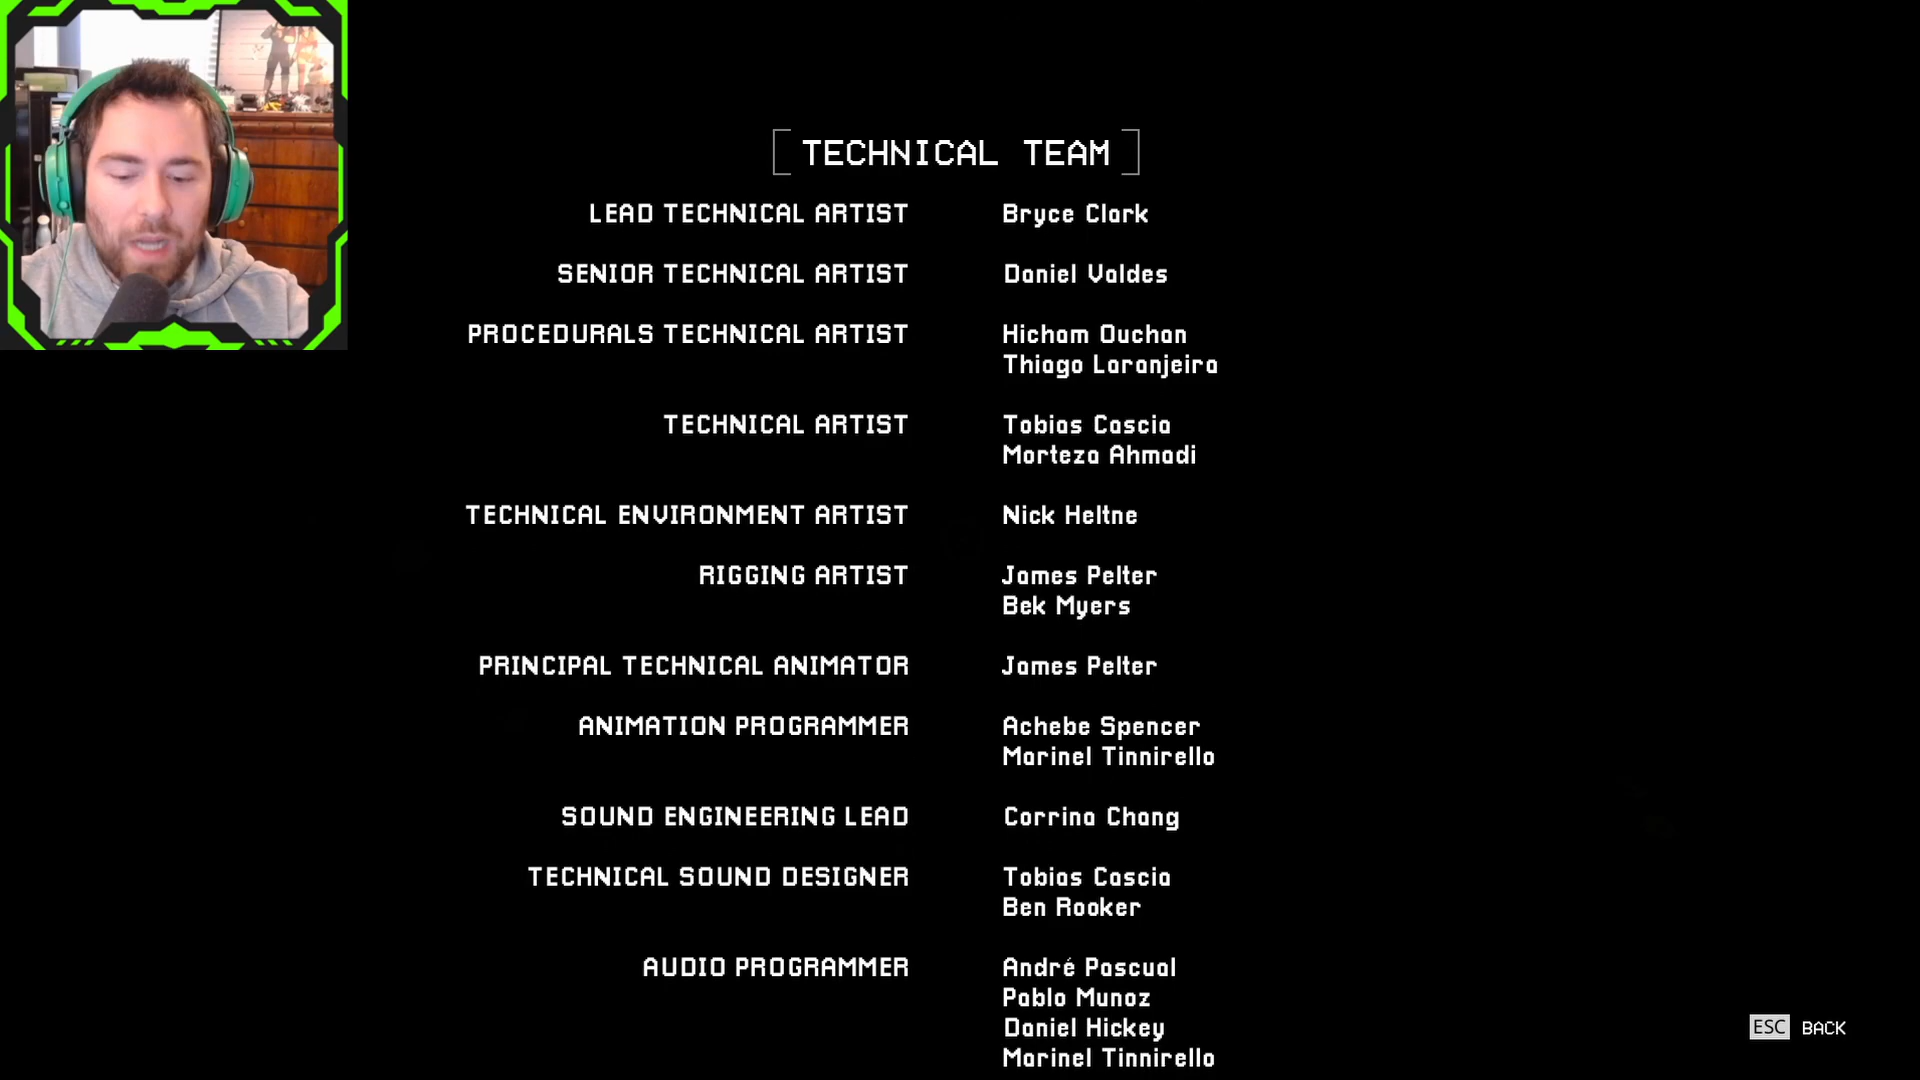 TECHNICAL TEAM
LEAD TECHNICAL ARTIST Bryce Clark
SENIOR TECHNICAL ARTIST Daniel Valdes
PROCEDURALS TECHNICAL ARTIST Hicham Ouchan
Thiago Laranjeira
TECHNICAL ARTIST Tobias Cascia
Morteza Ahmadi
TECHNICAL ENVIRONMENT ARTIST Nick Heltne
RIGGING ARTIST James Pelter
Bek Myers
PRINCIPAL TECHNICAL ANIMATOR James Pelter
ANIMATION PROGRAMMER Achebe Spencer
Marinel Tinnirello
SOUND ENGINEERING LEAD Corrina Chang
TECHNICAL SOUND DESIGNER Tobias Cascia
Ben Rooker
AUDIO PROGRAMMER André Pascual
Pablo Munoz
Daniel Hickey
Marinel Tinnirello
ESC BACK